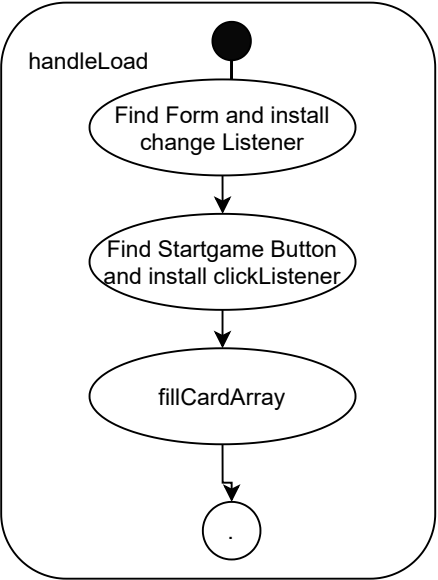 handleLoad
Find Form and install
change Listener
Find Startgame Button
and install clickListener
fillCardArray
.